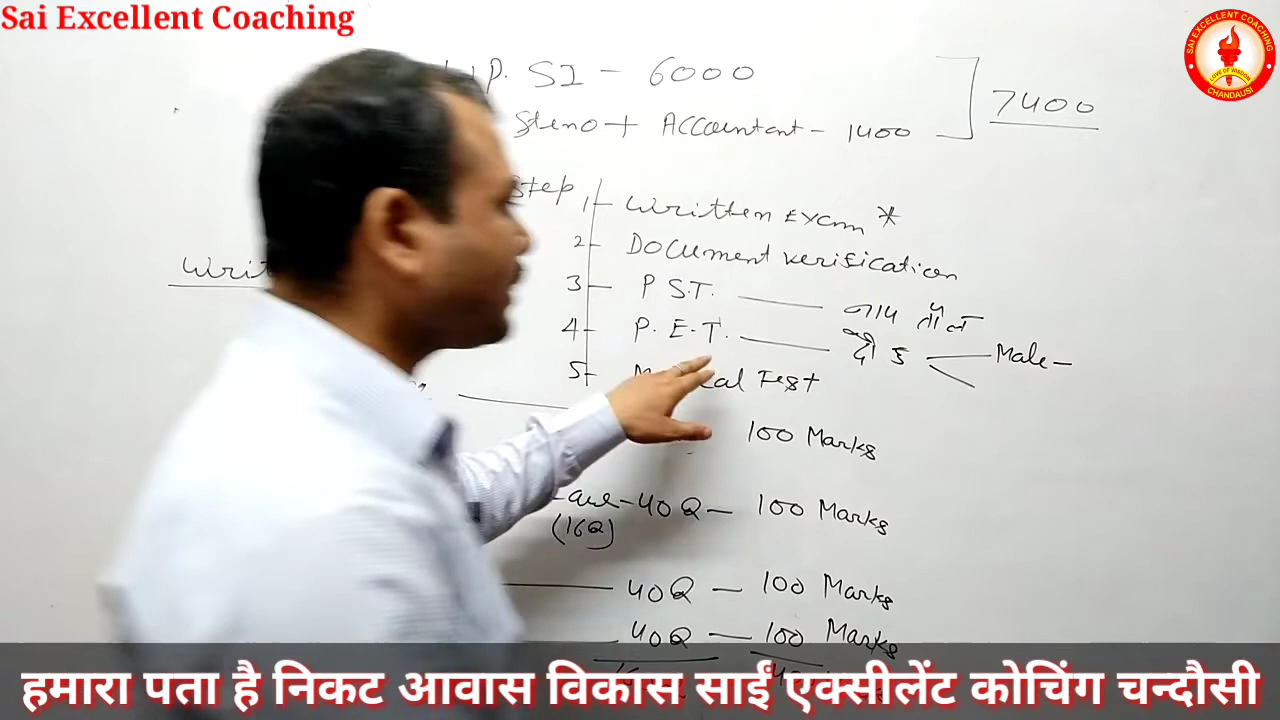 Sai Excellent Coaching
SAI EXCELLENT COACHING
LOVE OF WISDOM
CHANDAUSI
P. SI - 6000
Steno + Accountant - 1400
7400
Step
1 Written Exam *
2 Document verification
3 P S.T. नाप तौल
4 P. E. T. दौड़ Male
5 Test
Writ
100 Marks
40Q - 100 Marks
(16Q)
40Q - 100 Marks
40Q - 100 Marks
हमारा पता है निकट आवास विकास साईं एक्सीलेंट कोचिंग चन्दौसी